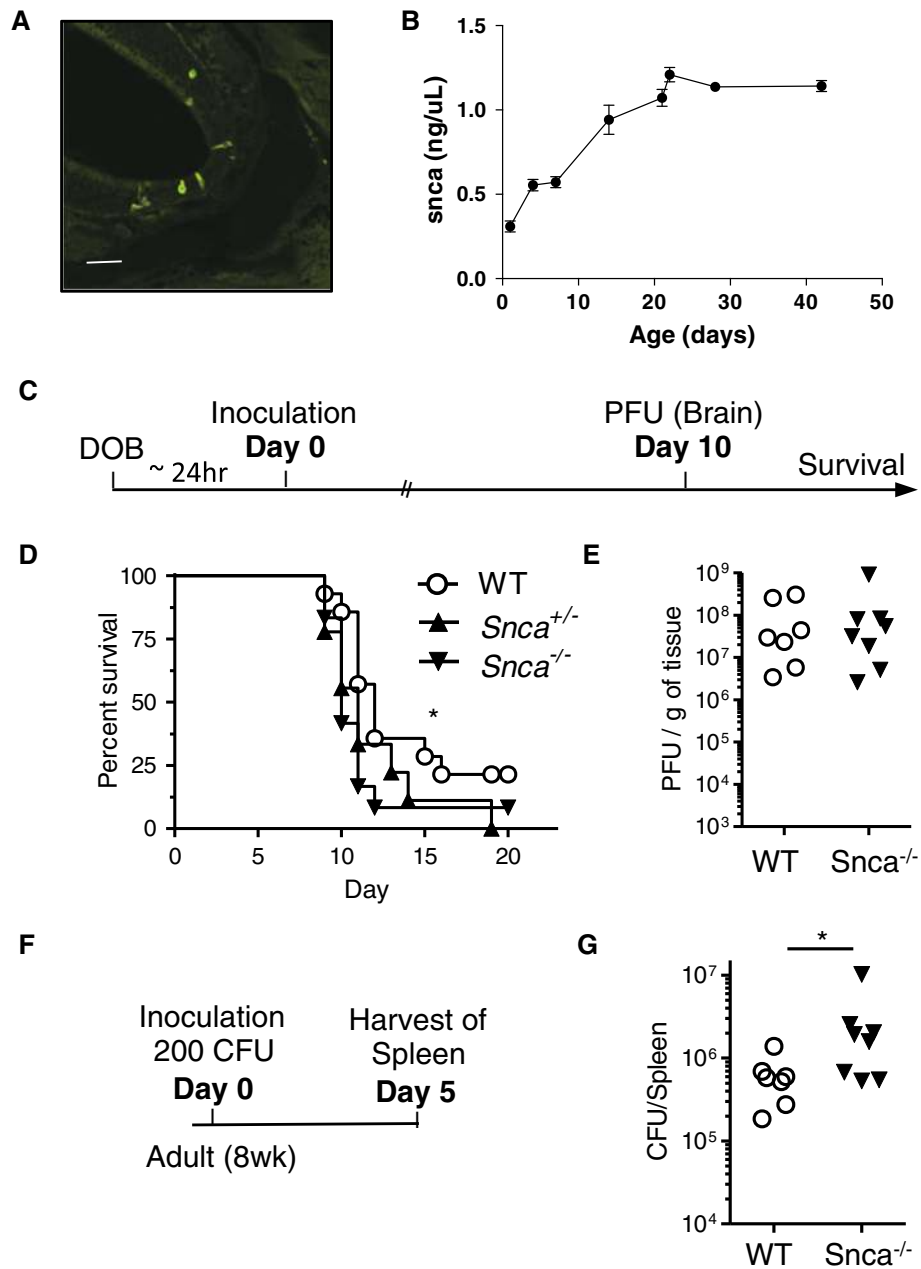 A
B
1.5
1.0
0.5
0.0
snca (ng/uL)
0 10 20 30 40 50
Age (days)
C
DOB
~ 24hr
Inoculation
Day 0
PFU (Brain)
Day 10
Survival
D
100
75
50
25
0
Percent survival
0 5 10 15 20
Day
WT
Snca+/-
Snca-/-
*
E
10⁹
10⁸
10⁷
10⁶
10⁵
10⁴
10³
PFU / g of tissue
WT Snca-/-
F
Inoculation
200 CFU
Day 0
Harvest of
Spleen
Day 5
Adult (8wk)
G
*
10⁷
10⁶
10⁵
10⁴
CFU/Spleen
WT Snca-/-